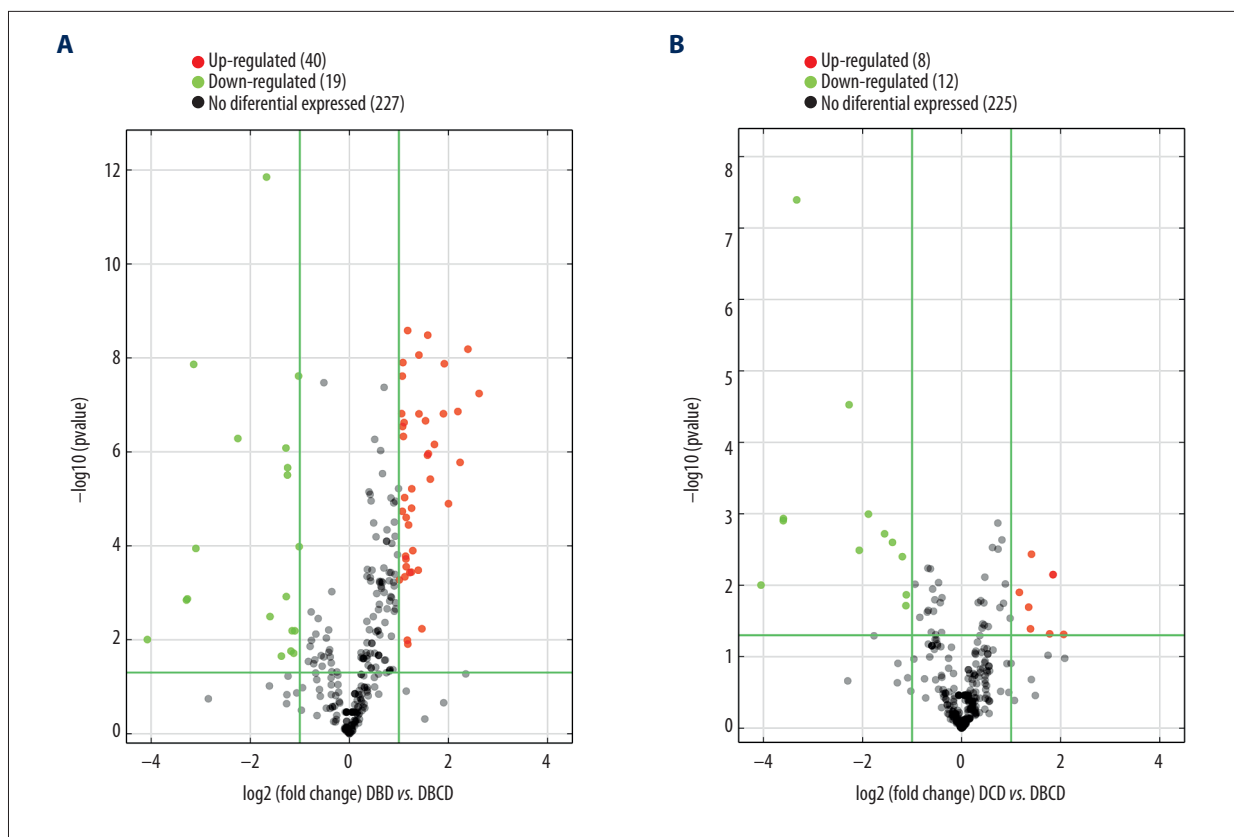 A
Up-regulated (40)
Down-regulated (19)
No diferential expressed (227)
12
10
8
6
4
2
0
−log10 (pvalue)
−4 −2 0 2 4
log2 (fold change) DBD vs. DBCD
B
Up-regulated (8)
Down-regulated (12)
No diferential expressed (225)
8
7
6
5
4
3
2
1
0
−log10 (pvalue)
−4 −2 0 2 4
log2 (fold change) DCD vs. DBCD